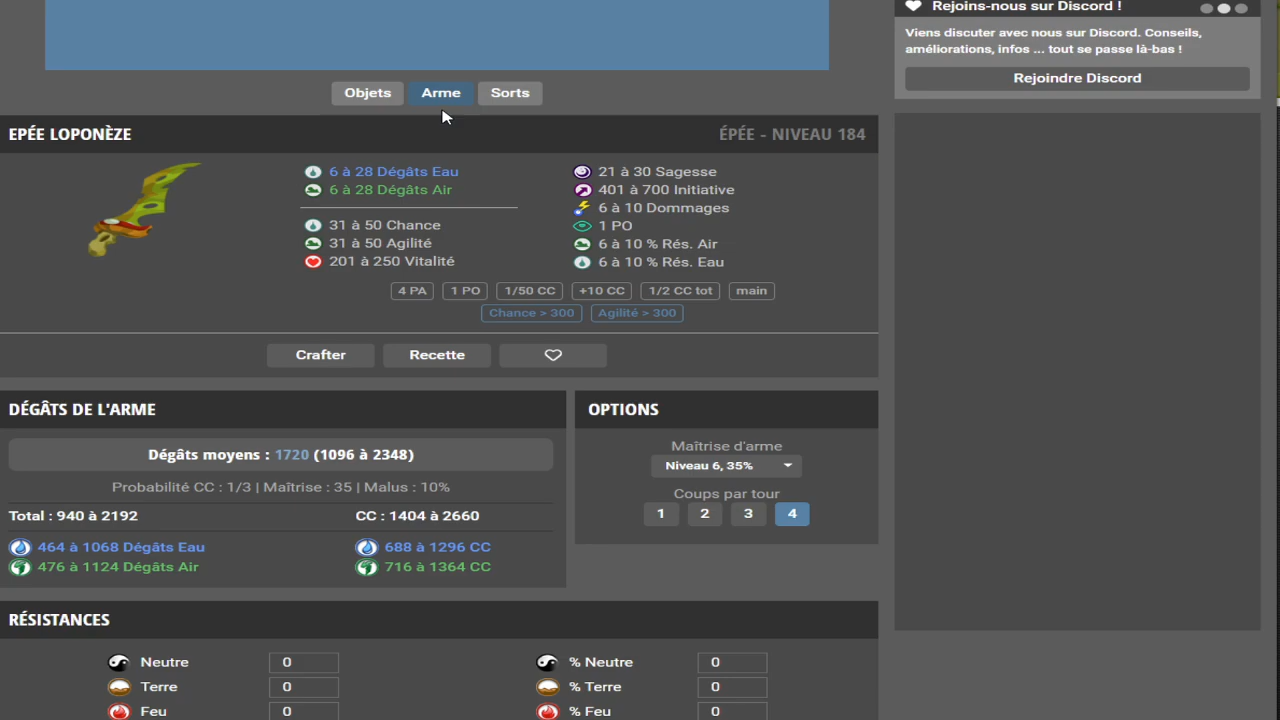 Rejoins-nous sur Discord !
Viens discuter avec nous sur Discord. Conseils,
améliorations, infos ... tout se passe là-bas !
Rejoindre Discord
Objets Arme Sorts
EPÉE LOPONÈZE ÉPÉE - NIVEAU 184
6 à 28 Dégâts Eau
6 à 28 Dégâts Air
31 à 50 Chance
31 à 50 Agilité
201 à 250 Vitalité
21 à 30 Sagesse
401 à 700 Initiative
6 à 10 Dommages
1 PO
6 à 10 % Rés. Air
6 à 10 % Rés. Eau
4 PA 1 PO 1/50 CC +10 CC 1/2 CC tot main
Chance > 300 Agilité > 300
Crafter Recette
DÉGÂTS DE L'ARME
Dégâts moyens : 1720 (1096 à 2348)
Probabilité CC : 1/3 | Maîtrise : 35 | Malus : 10%
Total : 940 à 2192 CC : 1404 à 2660
464 à 1068 Dégâts Eau 688 à 1296 CC
476 à 1124 Dégâts Air 716 à 1364 CC
OPTIONS
Maîtrise d'arme
Niveau 6, 35%
Coups par tour
1 2 3 4
RÉSISTANCES
Neutre 0 % Neutre 0
Terre 0 % Terre 0
Feu 0 % Feu 0